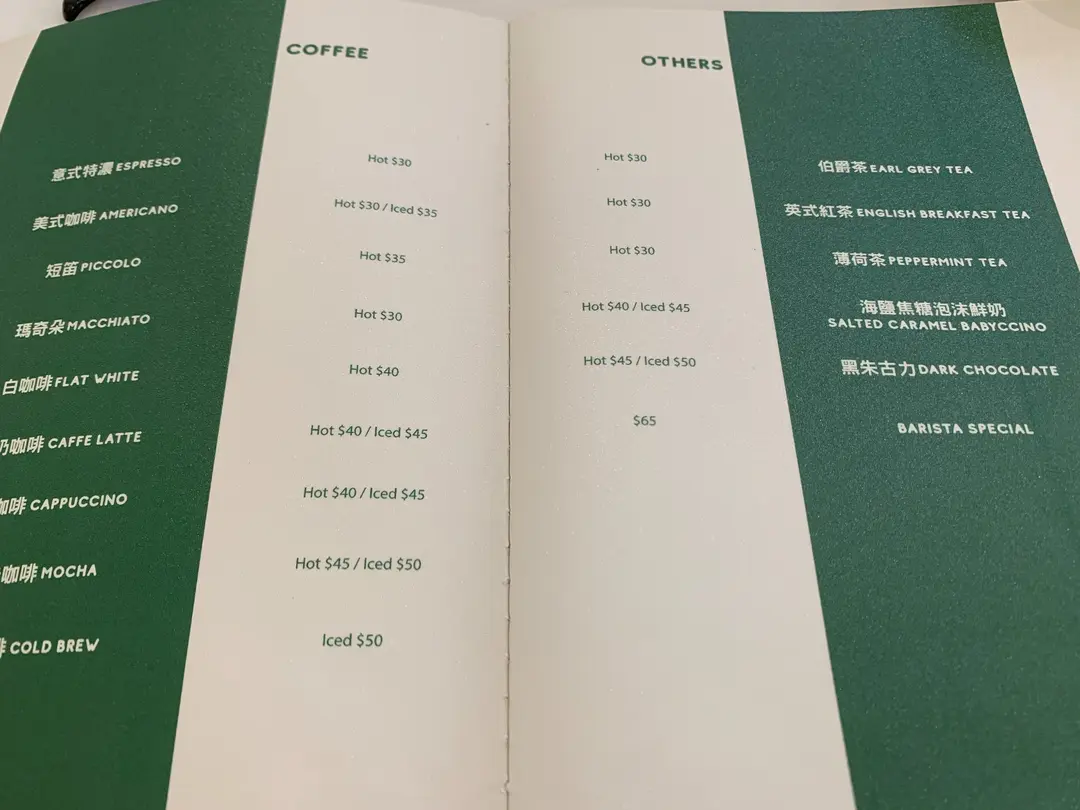 COFFEE
意式特濃 ESPRESSO Hot $30
美式咖啡 AMERICANO Hot $30 / Iced $35
短笛 PICCOLO Hot $35
瑪奇朵 MACCHIATO Hot $30
白咖啡 FLAT WHITE Hot $40
奶咖啡 CAFFE LATTE Hot $40 / Iced $45
咖啡 CAPPUCCINO Hot $40 / Iced $45
咖啡 MOCHA Hot $45 / Iced $50
啡 COLD BREW Iced $50
OTHERS
Hot $30 伯爵茶 EARL GREY TEA
Hot $30 英式紅茶 ENGLISH BREAKFAST TEA
Hot $30 薄荷茶 PEPPERMINT TEA
Hot $40 / Iced $45 海鹽焦糖泡沫鮮奶
SALTED CARAMEL BABYCCINO
Hot $45 / Iced $50 黑朱古力 DARK CHOCOLATE
$65 BARISTA SPECIAL